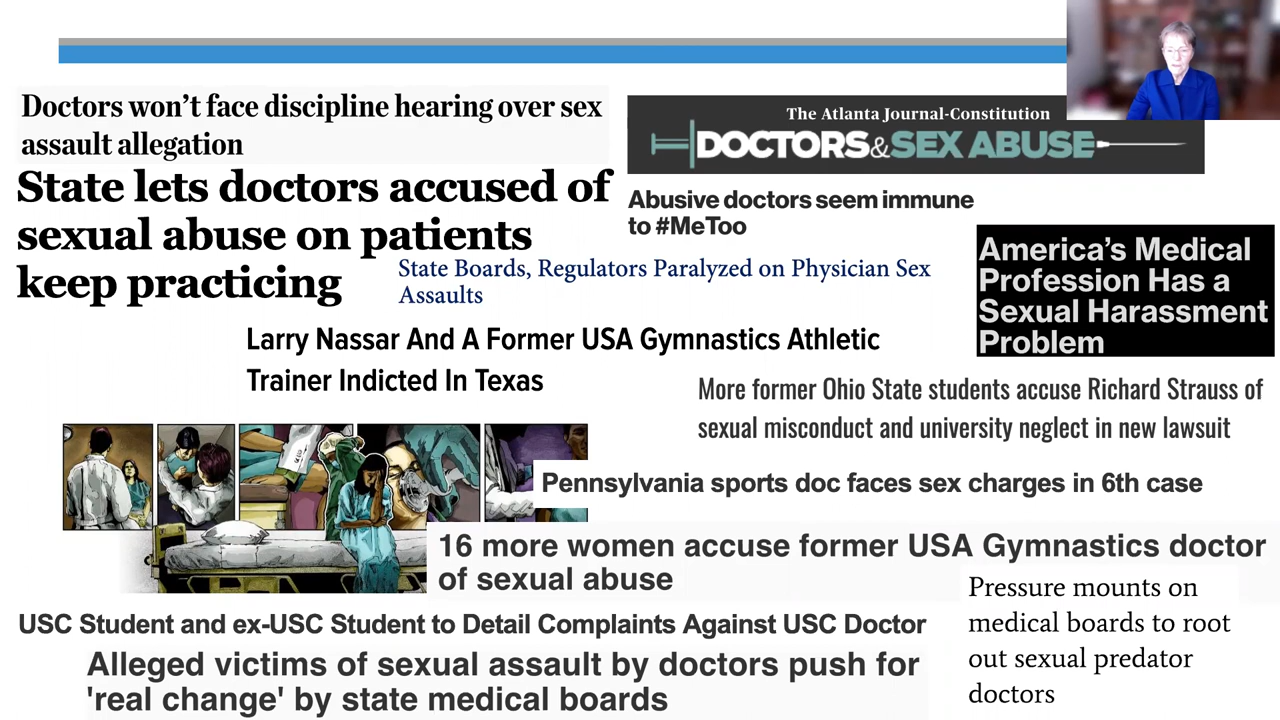 Doctors won’t face discipline hearing over sex
assault allegation
State lets doctors accused of
sexual abuse on patients
keep practicing
The Atlanta Journal-Constitution
DOCTORS&SEX ABUSE
Abusive doctors seem immune
to #MeToo
State Boards, Regulators Paralyzed on Physician Sex
Assaults
America’s Medical
Profession Has a
Sexual Harassment
Problem
Larry Nassar And A Former USA Gymnastics Athletic
Trainer Indicted In Texas
More former Ohio State students accuse Richard Strauss of
sexual misconduct and university neglect in new lawsuit
Pennsylvania sports doc faces sex charges in 6th case
16 more women accuse former USA Gymnastics doctor
of sexual abuse
Pressure mounts on
medical boards to root
out sexual predator
doctors
USC Student and ex-USC Student to Detail Complaints Against USC Doctor
Alleged victims of sexual assault by doctors push for
'real change' by state medical boards